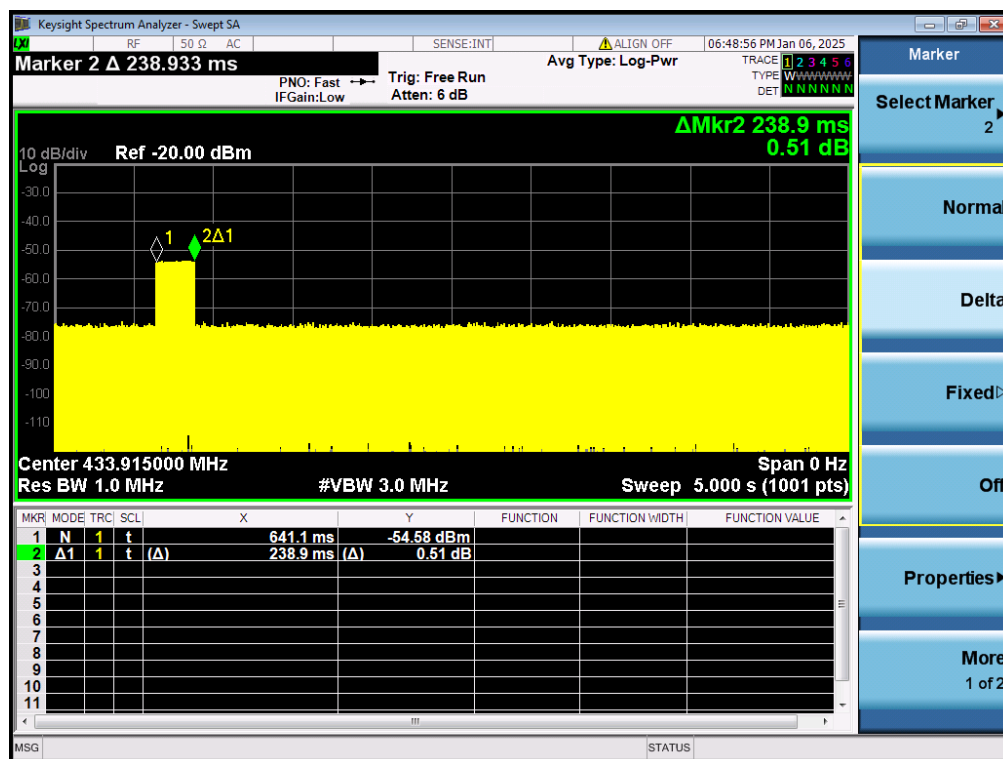 Keysight Spectrum Analyzer - Swept SA
LXI RF 50 Ω AC SENSE:INT ALIGN OFF 06:48:56 PM Jan 06, 2025
Marker 2 Δ 238.933 ms
PNO: Fast
IFGain:Low
Trig: Free Run
Atten: 6 dB
Avg Type: Log-Pwr
TRACE 1 2 3 4 5 6
TYPE WWWWWW
DET N N N N N N
ΔMkr2 238.9 ms
0.51 dB
10 dB/div Ref -20.00 dBm
Log
-30.0
-40.0
-50.0
-60.0
-70.0
-80.0
-90.0
-100
-110
1
2Δ1
Center 433.915000 MHz Span 0 Hz
Res BW 1.0 MHz #VBW 3.0 MHz Sweep 5.000 s (1001 pts)
MKR MODE TRC SCL X Y FUNCTION FUNCTION WIDTH FUNCTION VALUE
1 N 1 t 641.1 ms -54.58 dBm
2 Δ1 1 t (Δ) 238.9 ms (Δ) 0.51 dB
3
4
5
6
7
8
9
10
11
MSG STATUS
Marker
Select Marker
2
Normal
Delta
Fixed
Off
Properties
More
1 of 2